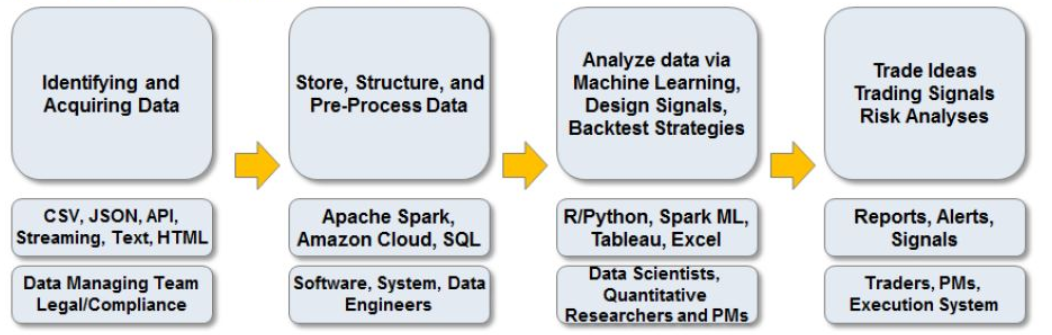 Identifying and
Acquiring Data
Store, Structure, and
Pre-Process Data
Analyze data via
Machine Learning,
Design Signals,
Backtest Strategies
Trade Ideas
Trading Signals
Risk Analyses
CSV, JSON, API,
Streaming, Text, HTML
Apache Spark,
Amazon Cloud, SQL
R/Python, Spark ML,
Tableau, Excel
Reports, Alerts,
Signals
Data Managing Team
Legal/Compliance
Software, System, Data
Engineers
Data Scientists,
Quantitative
Researchers and PMs
Traders, PMs,
Execution System